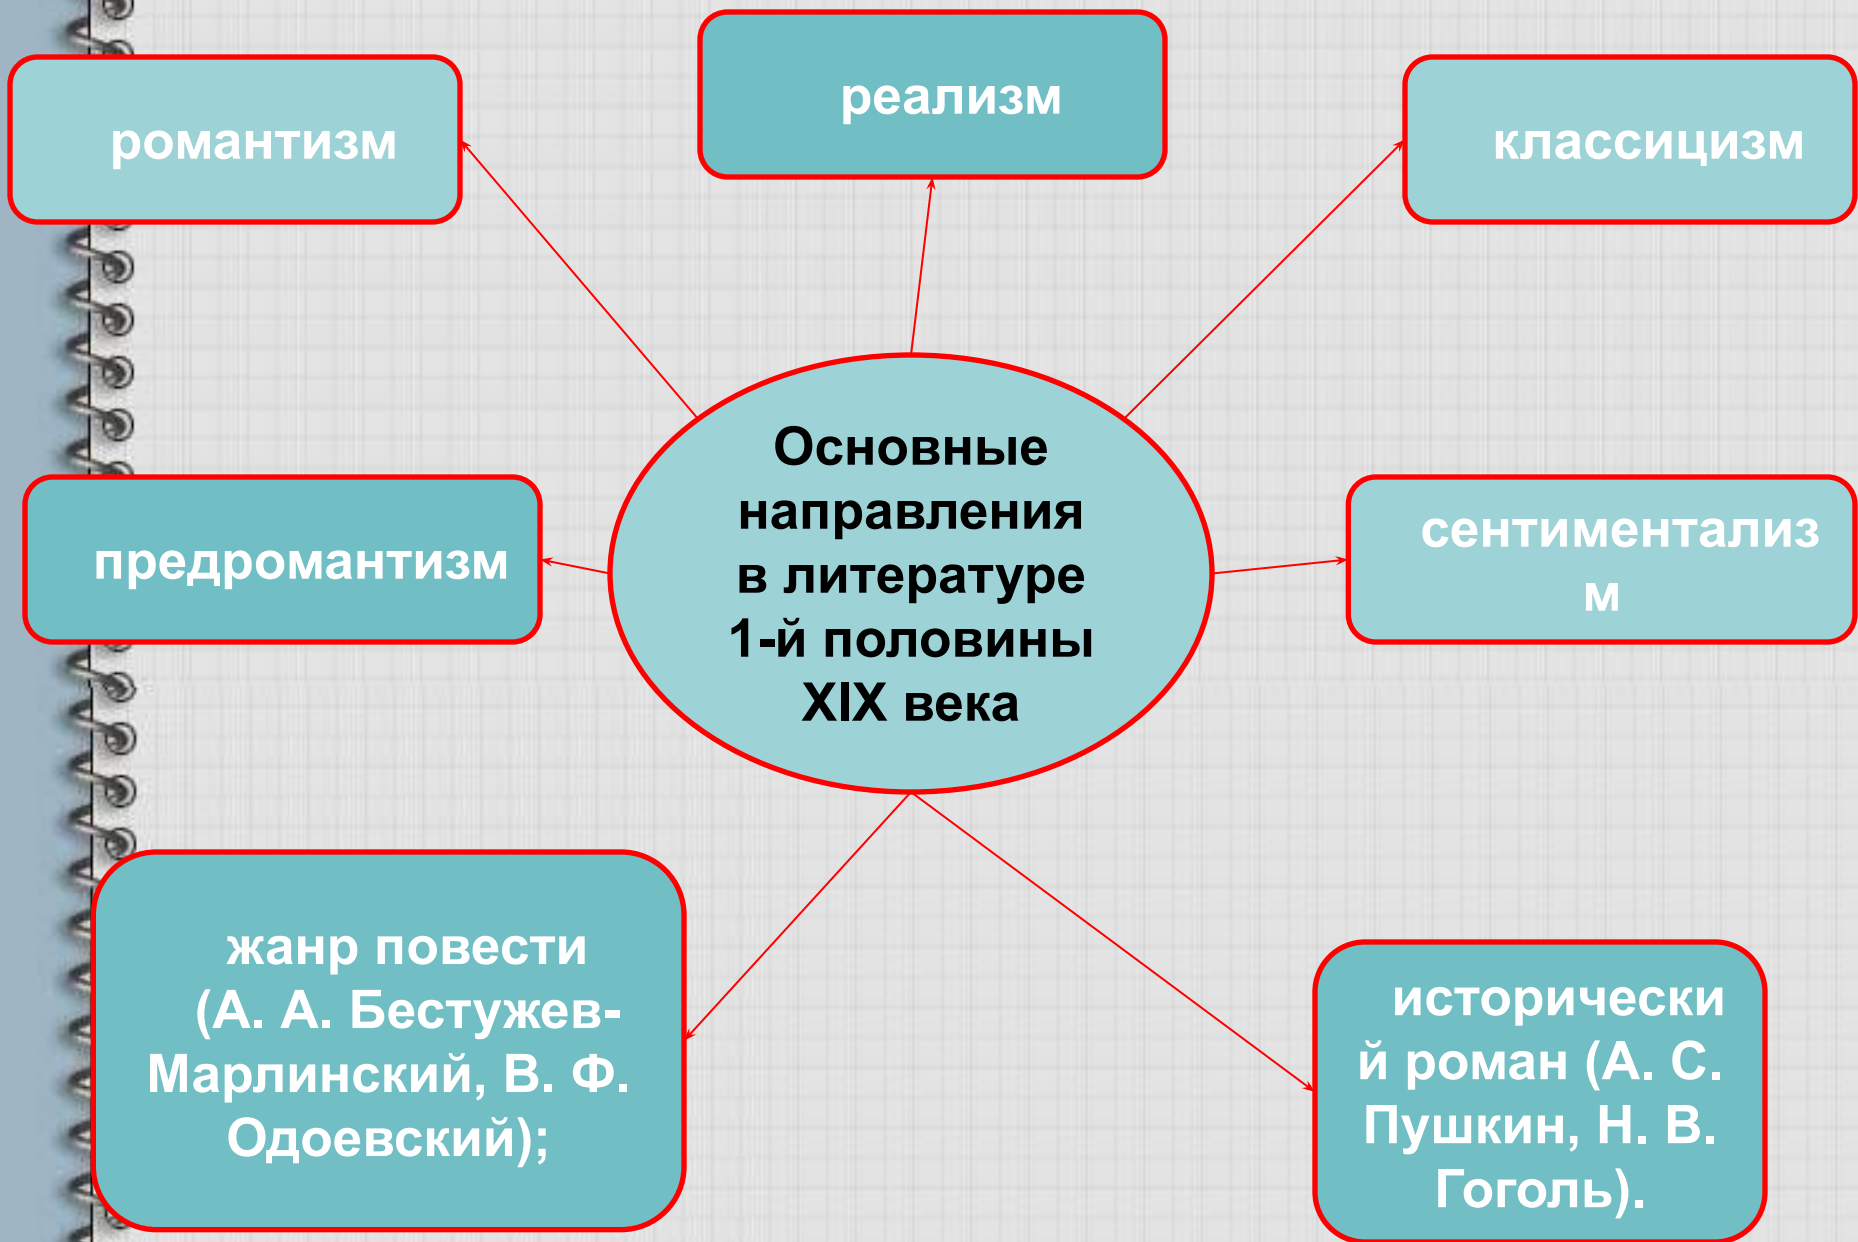 реализм
романтизм
классицизм
Основные
направления
в литературе
1-й половины
XIX века
предромантизм
сентиментализ
м
жанр повести
(А. А. Бестужев-
Марлинский, В. Ф.
Одоевский);
исторически
й роман (А. С.
Пушкин, Н. В.
Гоголь).